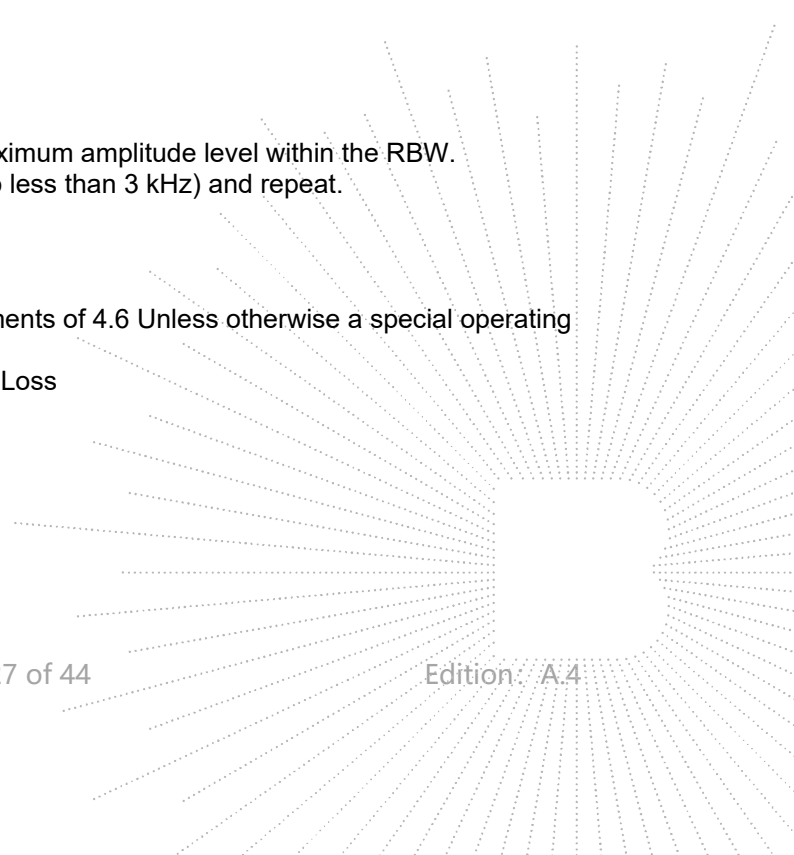 ximum amplitude level within the RBW.
less than 3 kHz) and repeat.
ments of 4.6 Unless otherwise a special operating
Loss
7 of 44 Edition: A.4